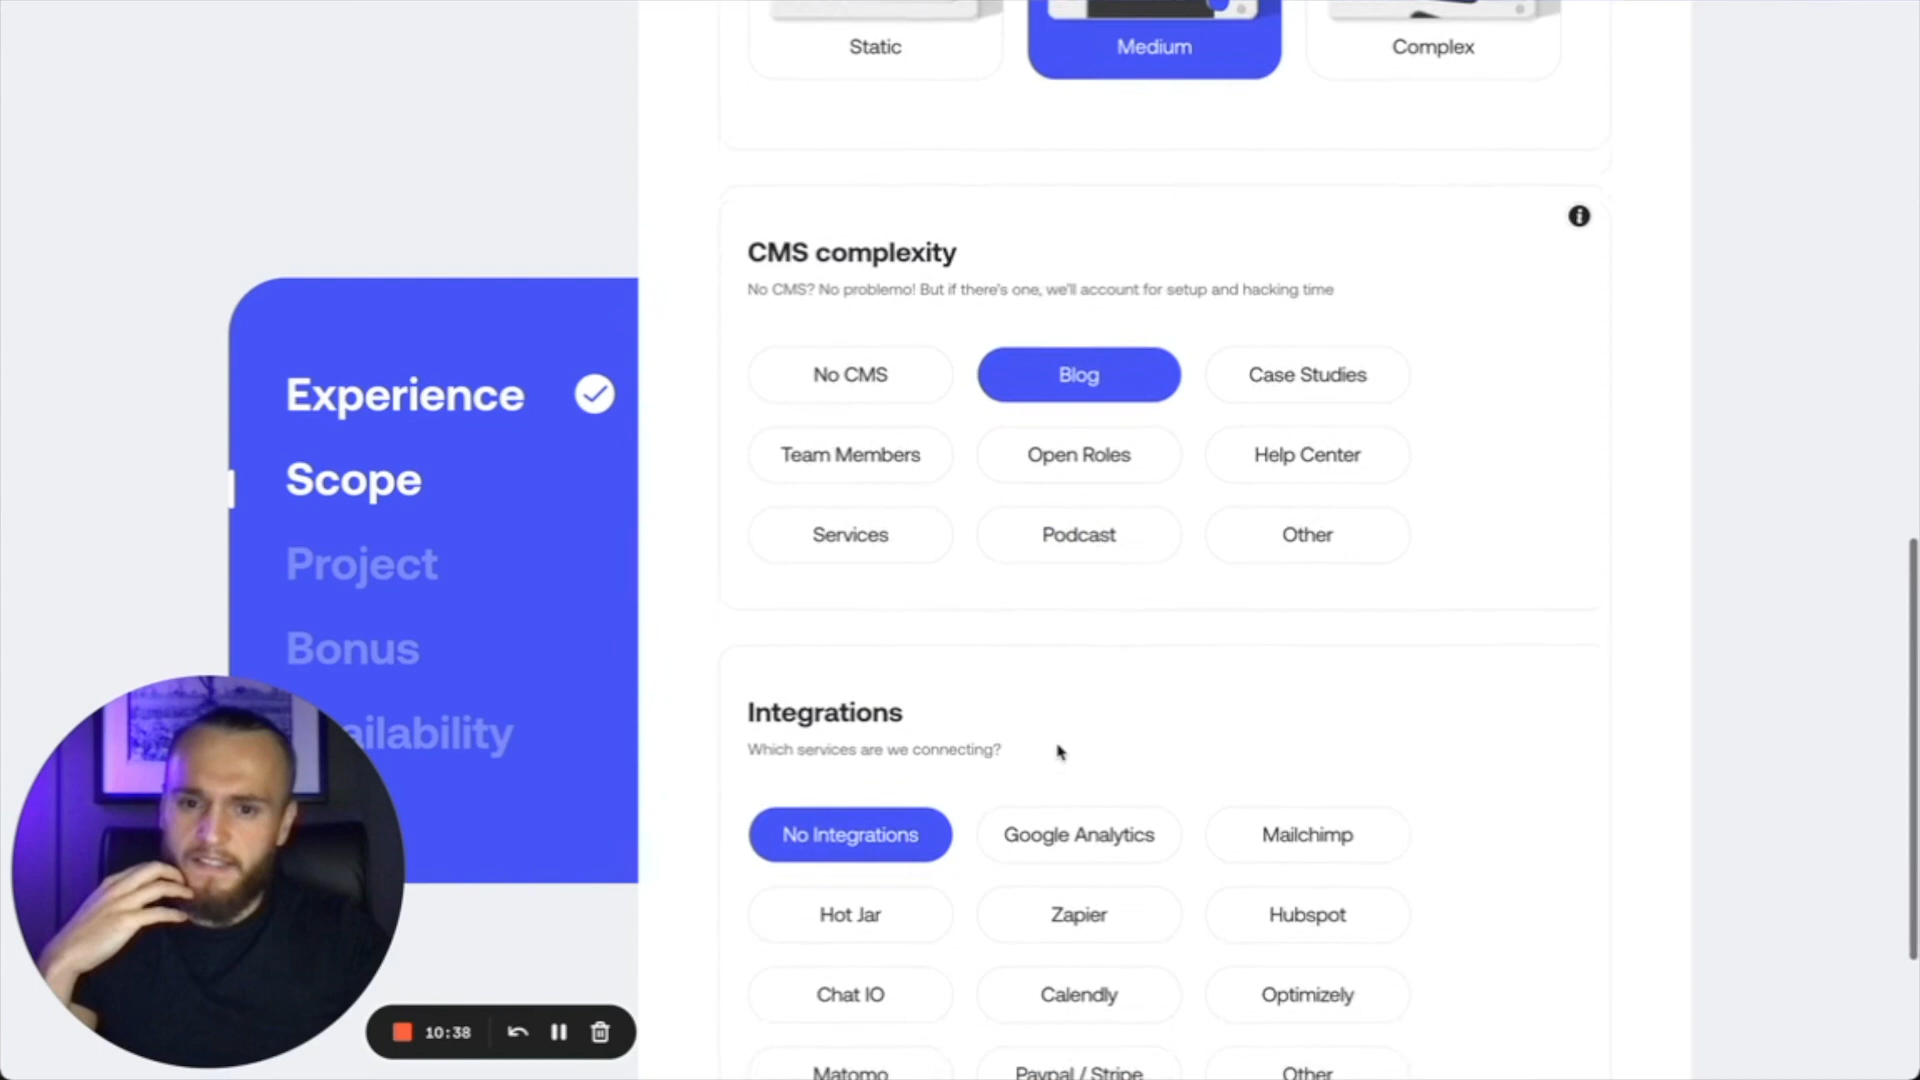 Static
Medium
Complex
CMS complexity
No CMS? No problemo! But if there's one, we'll account for setup and hacking time
No CMS
Blog
Case Studies
Team Members
Open Roles
Help Center
Services
Podcast
Other
Experience
Scope
Project
Bonus
ailability
Integrations
Which services are we connecting?
No Integrations
Google Analytics
Mailchimp
Hot Jar
Zapier
Hubspot
Chat IO
Calendly
Optimizely
Matomo
Paypal / Stripe
Other
10:38